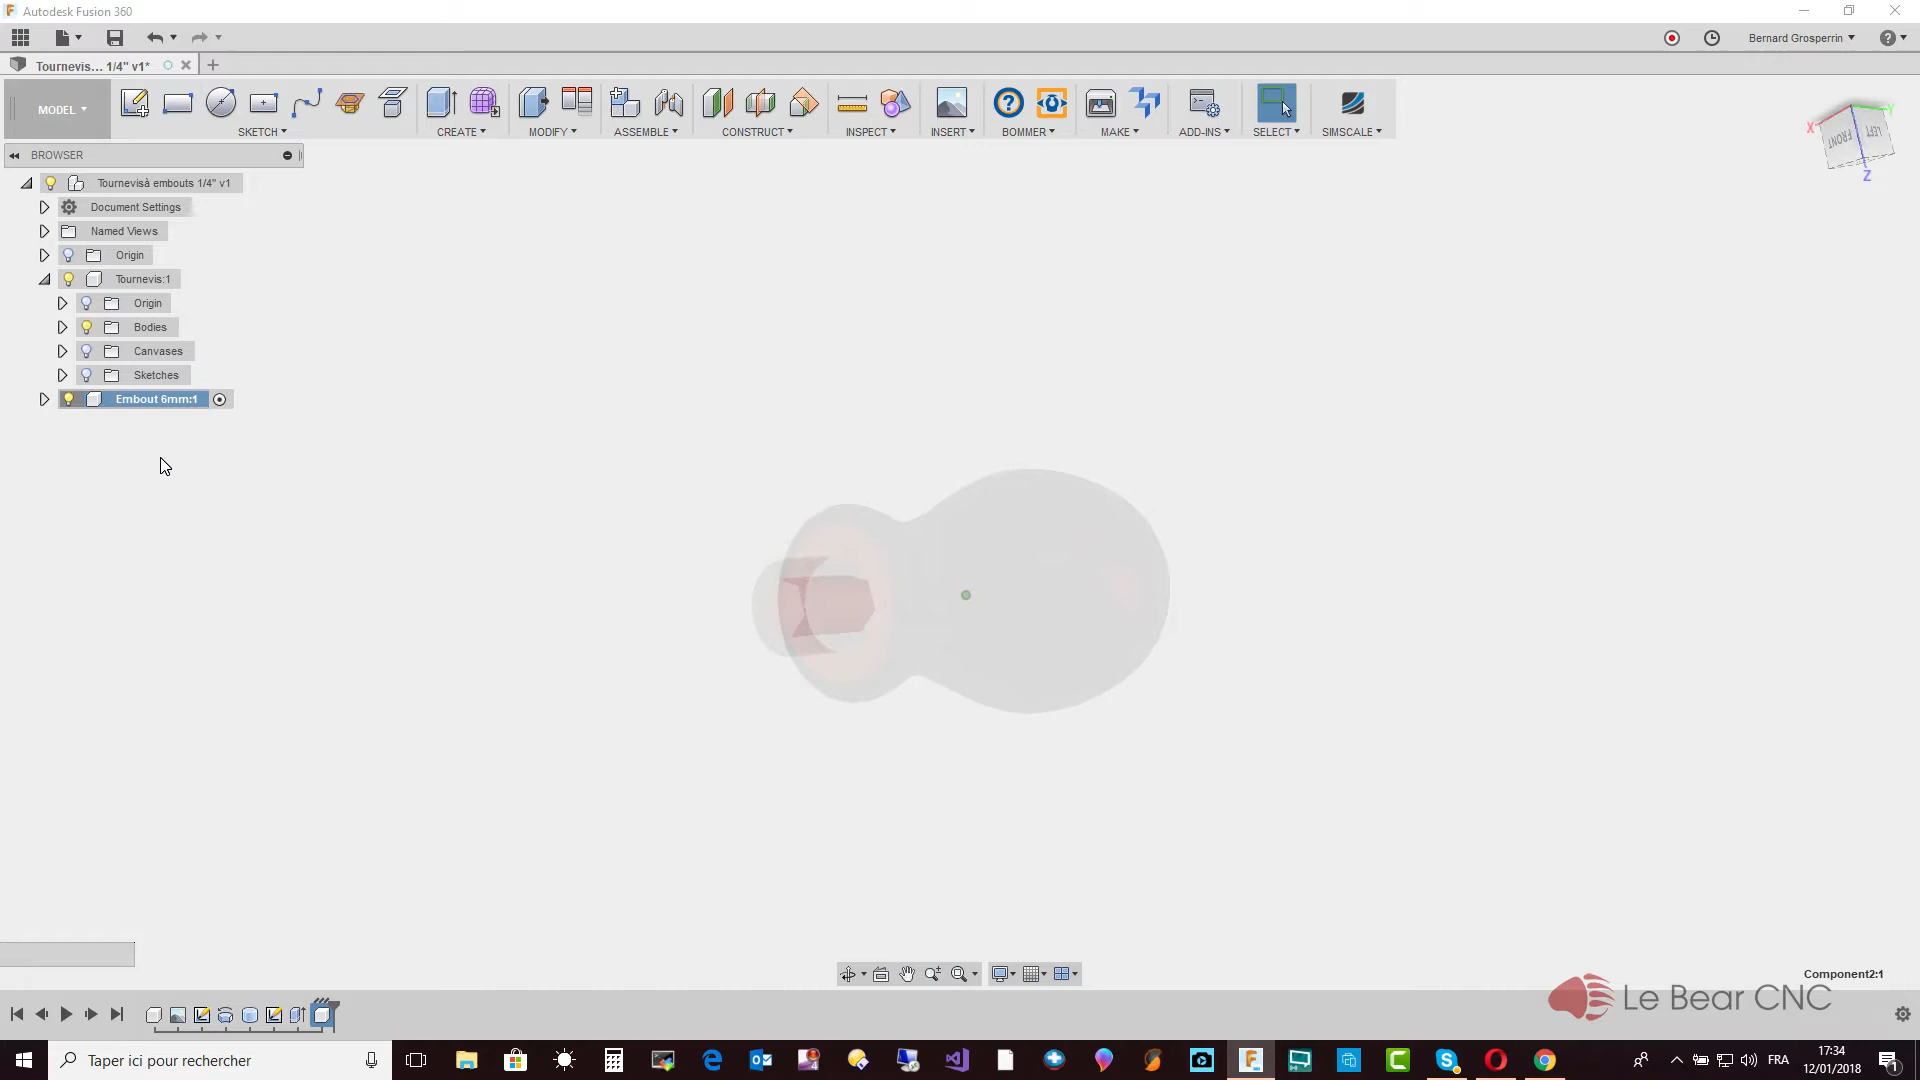 Autodesk Fusion 360
Bernard Grosperrin
Tournevis... 1/4" v1*
MODEL
SKETCH
CREATE
MODIFY
ASSEMBLE
CONSTRUCT
INSPECT
INSERT
BOMMER
MAKE
ADD-INS
SELECT
SIMSCALE
X
Y
Z
FRONT
LEFT
BROWSER
Tournevisà embouts 1/4" v1
Document Settings
Named Views
Origin
Tournevis:1
Origin
Bodies
Canvases
Sketches
Embout 6mm:1
Component2:1
Le Bear CNC
Taper ici pour rechercher
FRA
17:34
12/01/2018
1